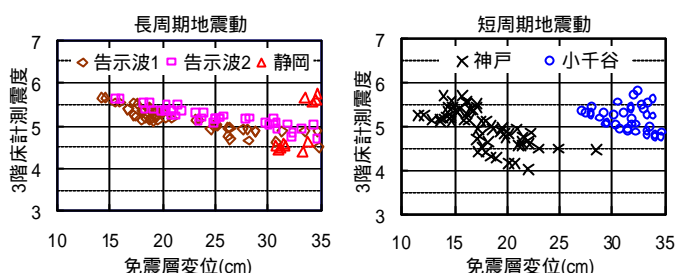 長周期地震動
告示波1 告示波2 静岡
3階床計測震度
7
6
5
4
3
10 15 20 25 30 35
免震層変位(cm)
短周期地震動
神戸 小千谷
3階床計測震度
7
6
5
4
3
10 15 20 25 30 35
免震層変位(cm)